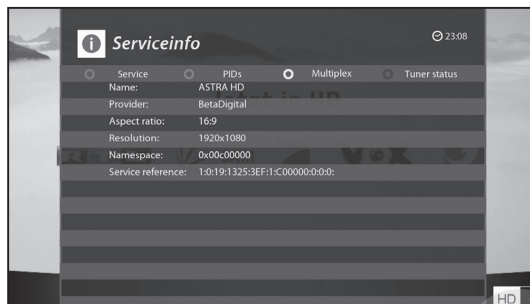 Serviceinfo
23:08
Service PIDs Multiplex Tuner status
Name: ASTRA HD
Provider: BetaDigital
Aspect ratio: 16:9
Resolution: 1920x1080
Namespace: 0x00c00000
Service reference: 1:0:19:1325:3EF:1:C00000:0:0:0:
HD